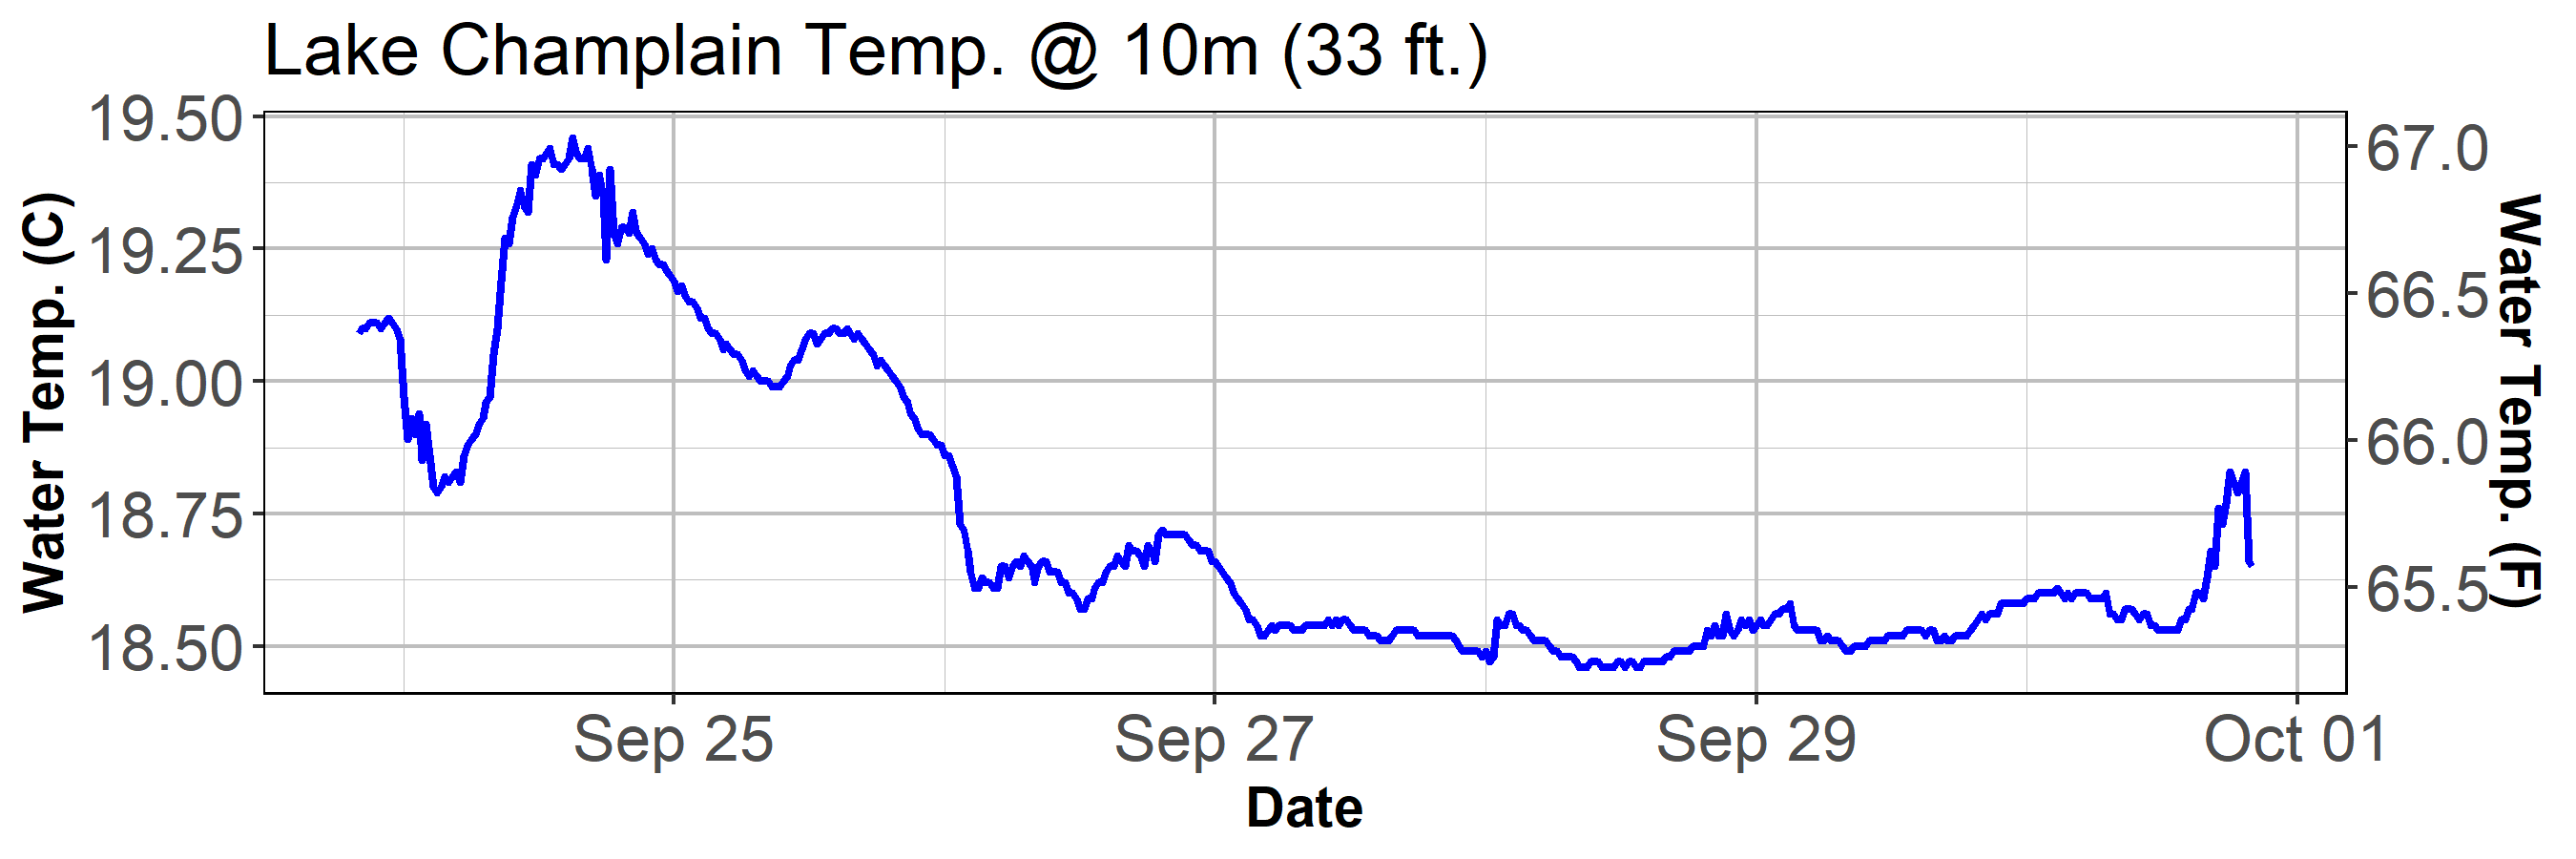 Lake Champlain Temp. @ 10m (33 ft.)
Water Temp. (C)
19.50
19.25
19.00
18.75
18.50
67.0
66.5
66.0
65.5
Water Temp. (F)
Sep 25
Sep 27
Sep 29
Oct 01
Date